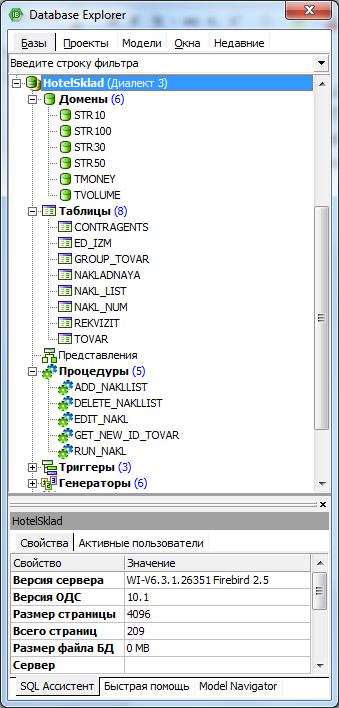 Database Explorer
Базы Проекты Модели Окна Недавние
Введите строку фильтра
HotelSklad (Диалект 3)
Домены (6)
STR10
STR100
STR30
STR50
TMONEY
TVOLUME
Таблицы (8)
CONTRAGENTS
ED_IZM
GROUP_TOVAR
NAKLADNAYA
NAKL_LIST
NAKL_NUM
REKVIZIT
TOVAR
Представления
Процедуры (5)
ADD_NAKLLIST
DELETE_NAKLLIST
EDIT_NAKL
GET_NEW_ID_TOVAR
RUN_NAKL
Триггеры (3)
Генераторы (6)
HotelSklad
Свойства Активные пользователи
Свойство Значение
Версия сервера WI-V6.3.1.26351 Firebird 2.5
Версия ОДС 10.1
Размер страницы 4096
Всего страниц 209
Размер файла БД 0 MB
Сервер
SQL Ассистент Быстрая помощь Model Navigator